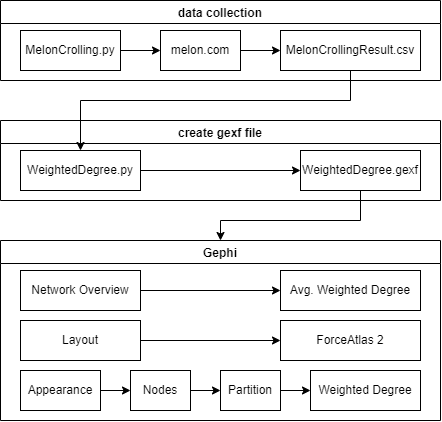 data collection
MelonCrolling.py
melon.com
MelonCrollingResult.csv
create gexf file
WeightedDegree.py
WeightedDegree.gexf
Gephi
Network Overview
Avg. Weighted Degree
Layout
ForceAtlas 2
Appearance
Nodes
Partition
Weighted Degree